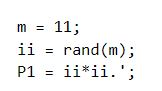 m = 11;
ii = rand(m);
P1 = ii*ii.';